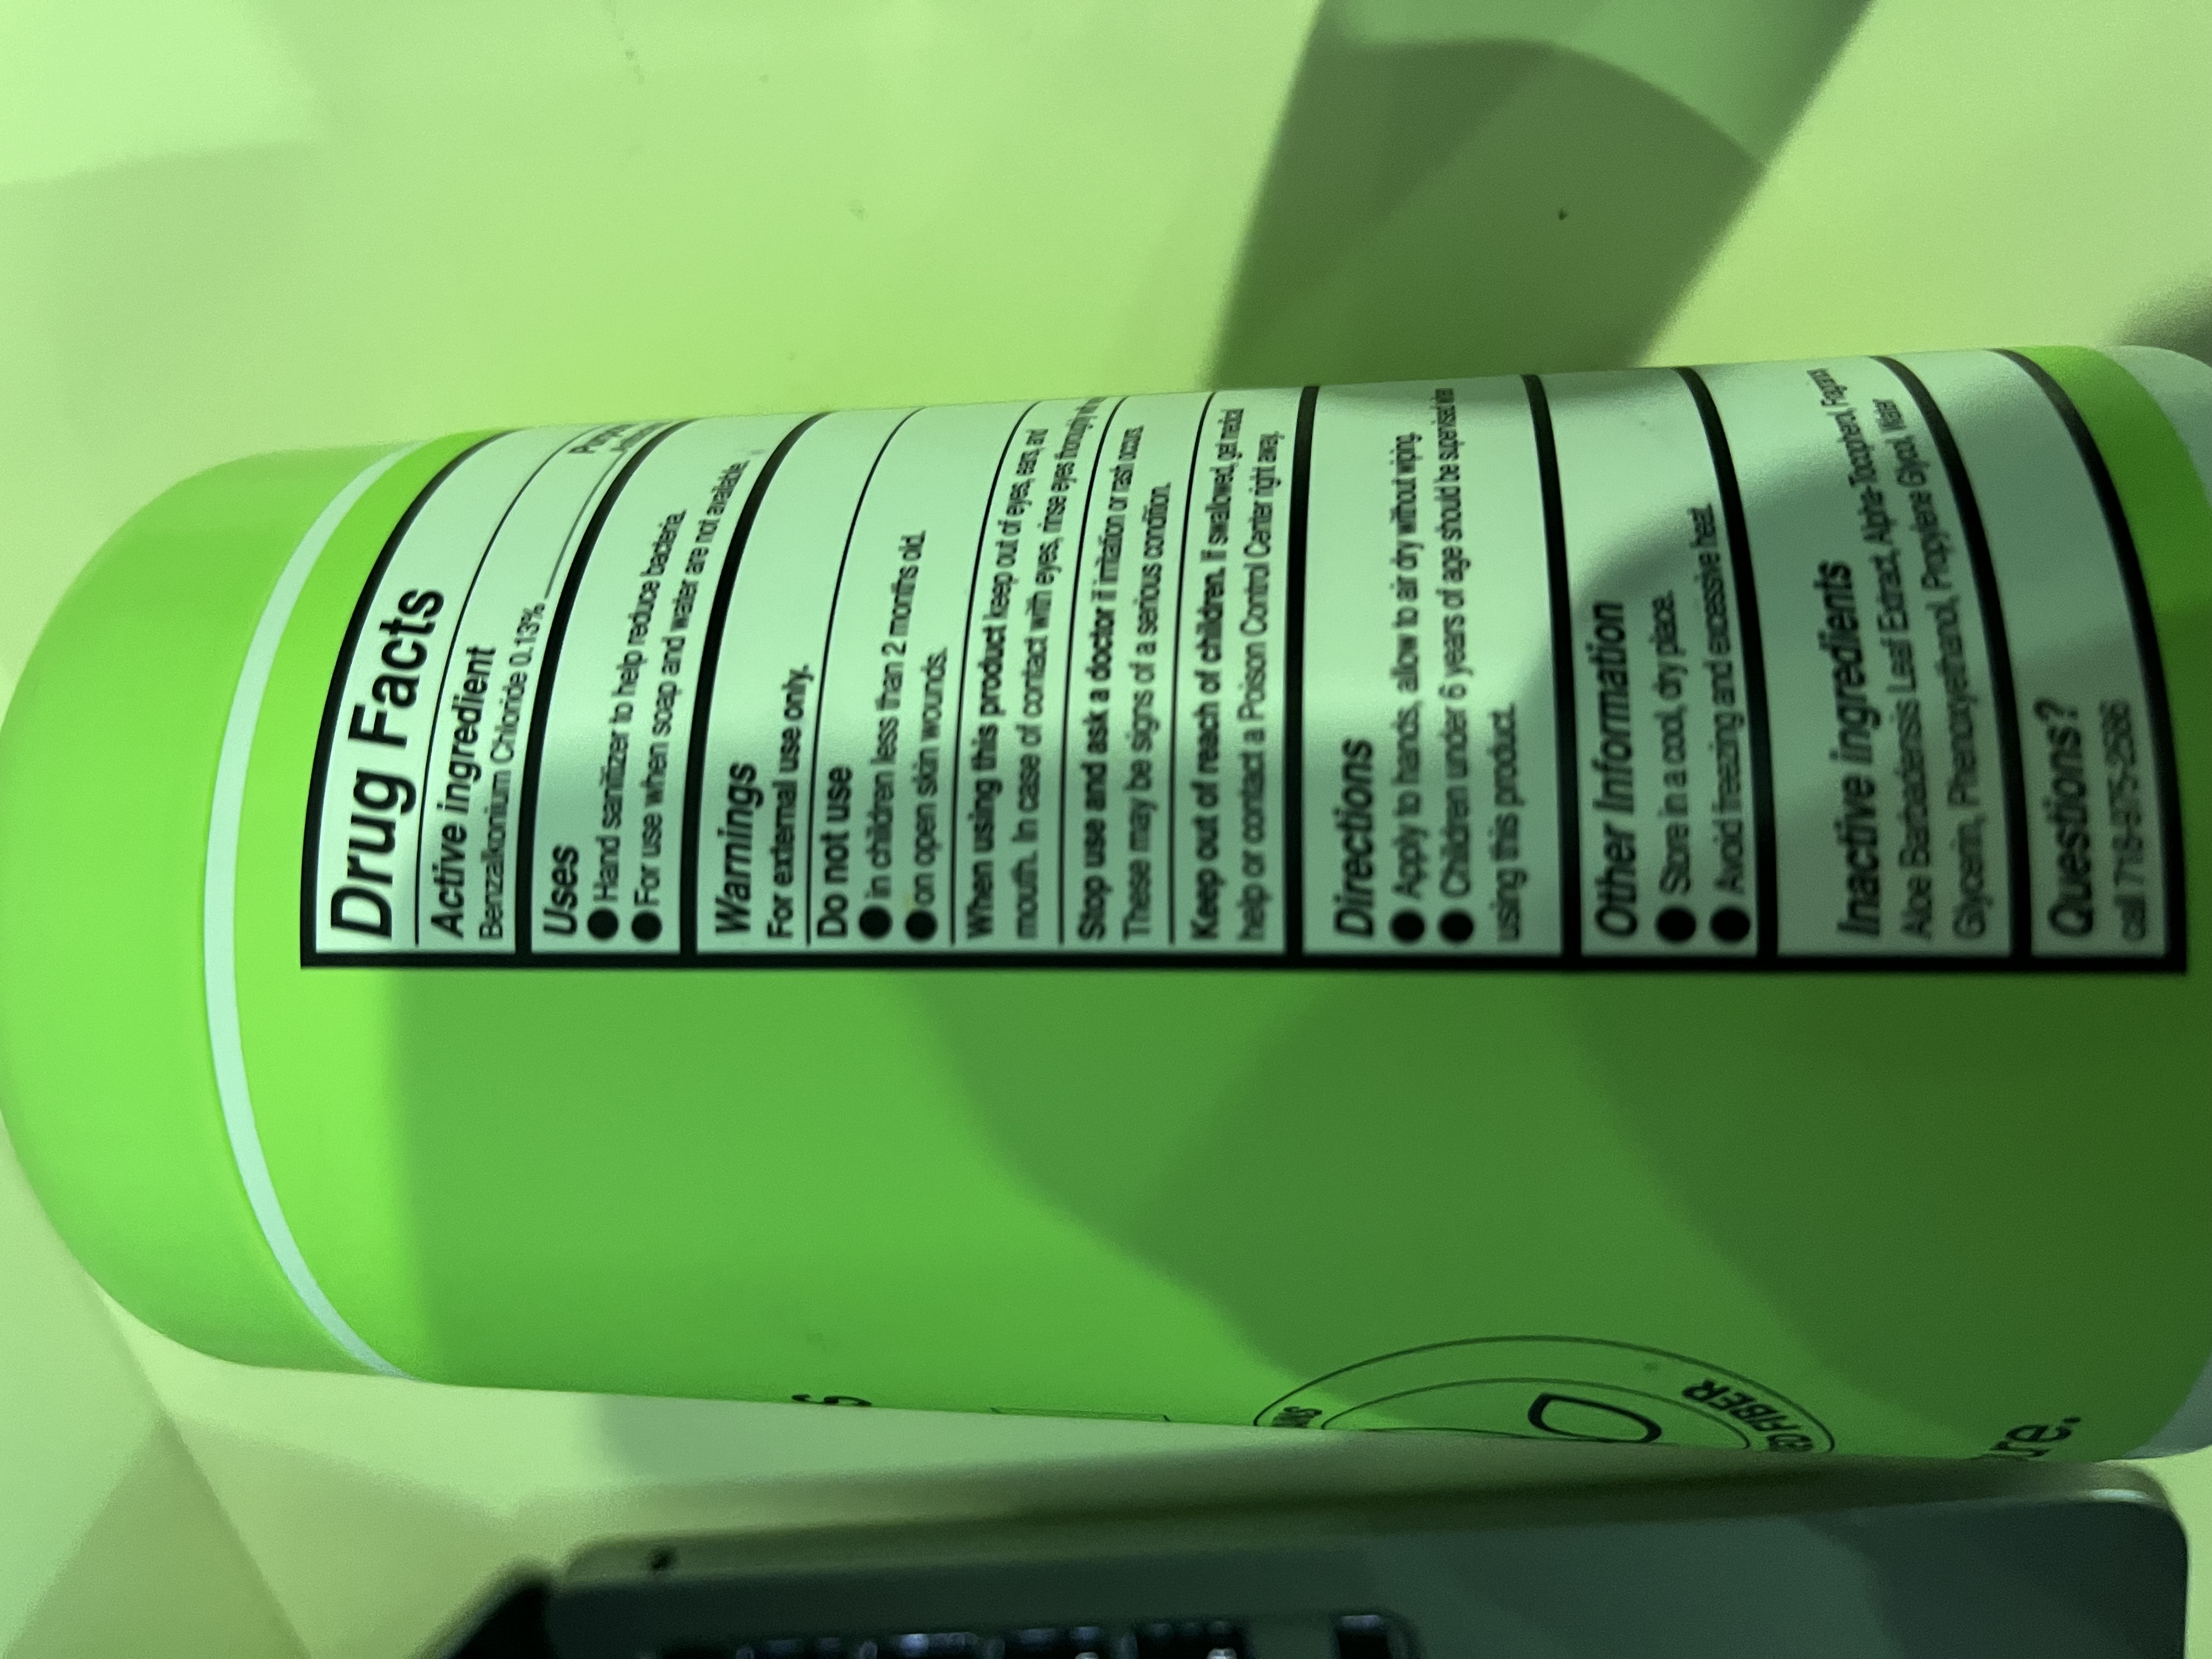 Drug Facts
Active ingredient
Benzalkonium Chloride 0.13%
Uses
● Hand sanitizer to help reduce bacteria.
● For use when soap and water are not available.
Warnings
For external use only.
Do not use
● in children less than 2 months old.
● on open skin wounds.
When using this product keep out of eyes, ears, and
mouth. In case of contact with eyes, rinse eyes thoroughly
Stop use and ask a doctor if irritation or rash occurs.
These may be signs of a serious condition.
Keep out of reach of children. If swallowed, get medical
help or contact a Poison Control Center right away.
Directions
● Apply to hands, allow to air dry without wiping.
● Children under 6 years of age should be supervised when
using this product.
Other Information
● Store in a cool, dry place.
● Avoid freezing and excessive heat.
Inactive ingredients
Aloe Barbadensis Leaf Extract, Alpha-Tocopherol, Fragrance,
Glycerin, Phenoxyethanol, Propylene Glycol, Water
Questions?
call 718-975-2586
FIBER